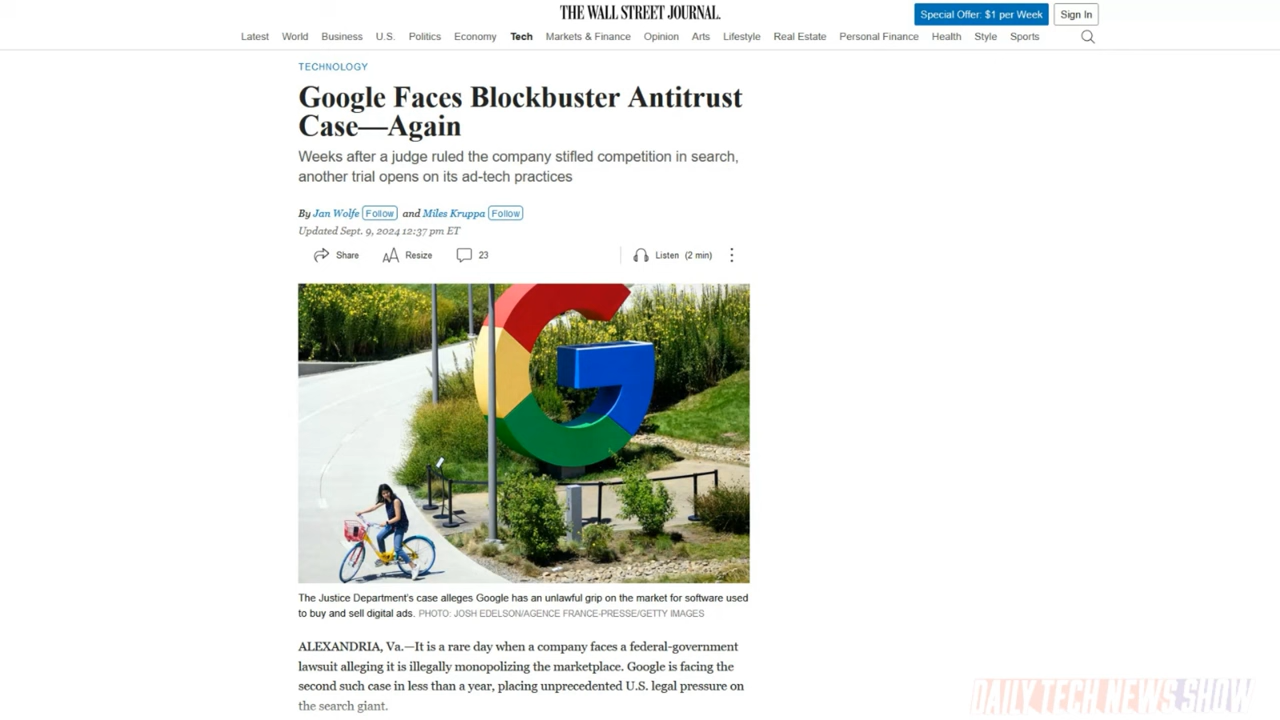 THE WALL STREET JOURNAL.
Special Offer: $1 per Week
Sign In
Latest World Business U.S. Politics Economy Tech Markets & Finance Opinion Arts Lifestyle Real Estate Personal Finance Health Style Sports
TECHNOLOGY
Google Faces Blockbuster Antitrust
Case—Again
Weeks after a judge ruled the company stifled competition in search,
another trial opens on its ad-tech practices
By Jan Wolfe Follow and Miles Kruppa Follow
Updated Sept. 9, 2024 12:37 pm ET
Share AA Resize 23 Listen (2 min)
The Justice Department's case alleges Google has an unlawful grip on the market for software used
to buy and sell digital ads. PHOTO: JOSH EDELSON/AGENCE FRANCE-PRESSE/GETTY IMAGES
ALEXANDRIA, Va.—It is a rare day when a company faces a federal-government
lawsuit alleging it is illegally monopolizing the marketplace. Google is facing the
second such case in less than a year, placing unprecedented U.S. legal pressure on
the search giant.
DAILY TECH NEWS SHOW